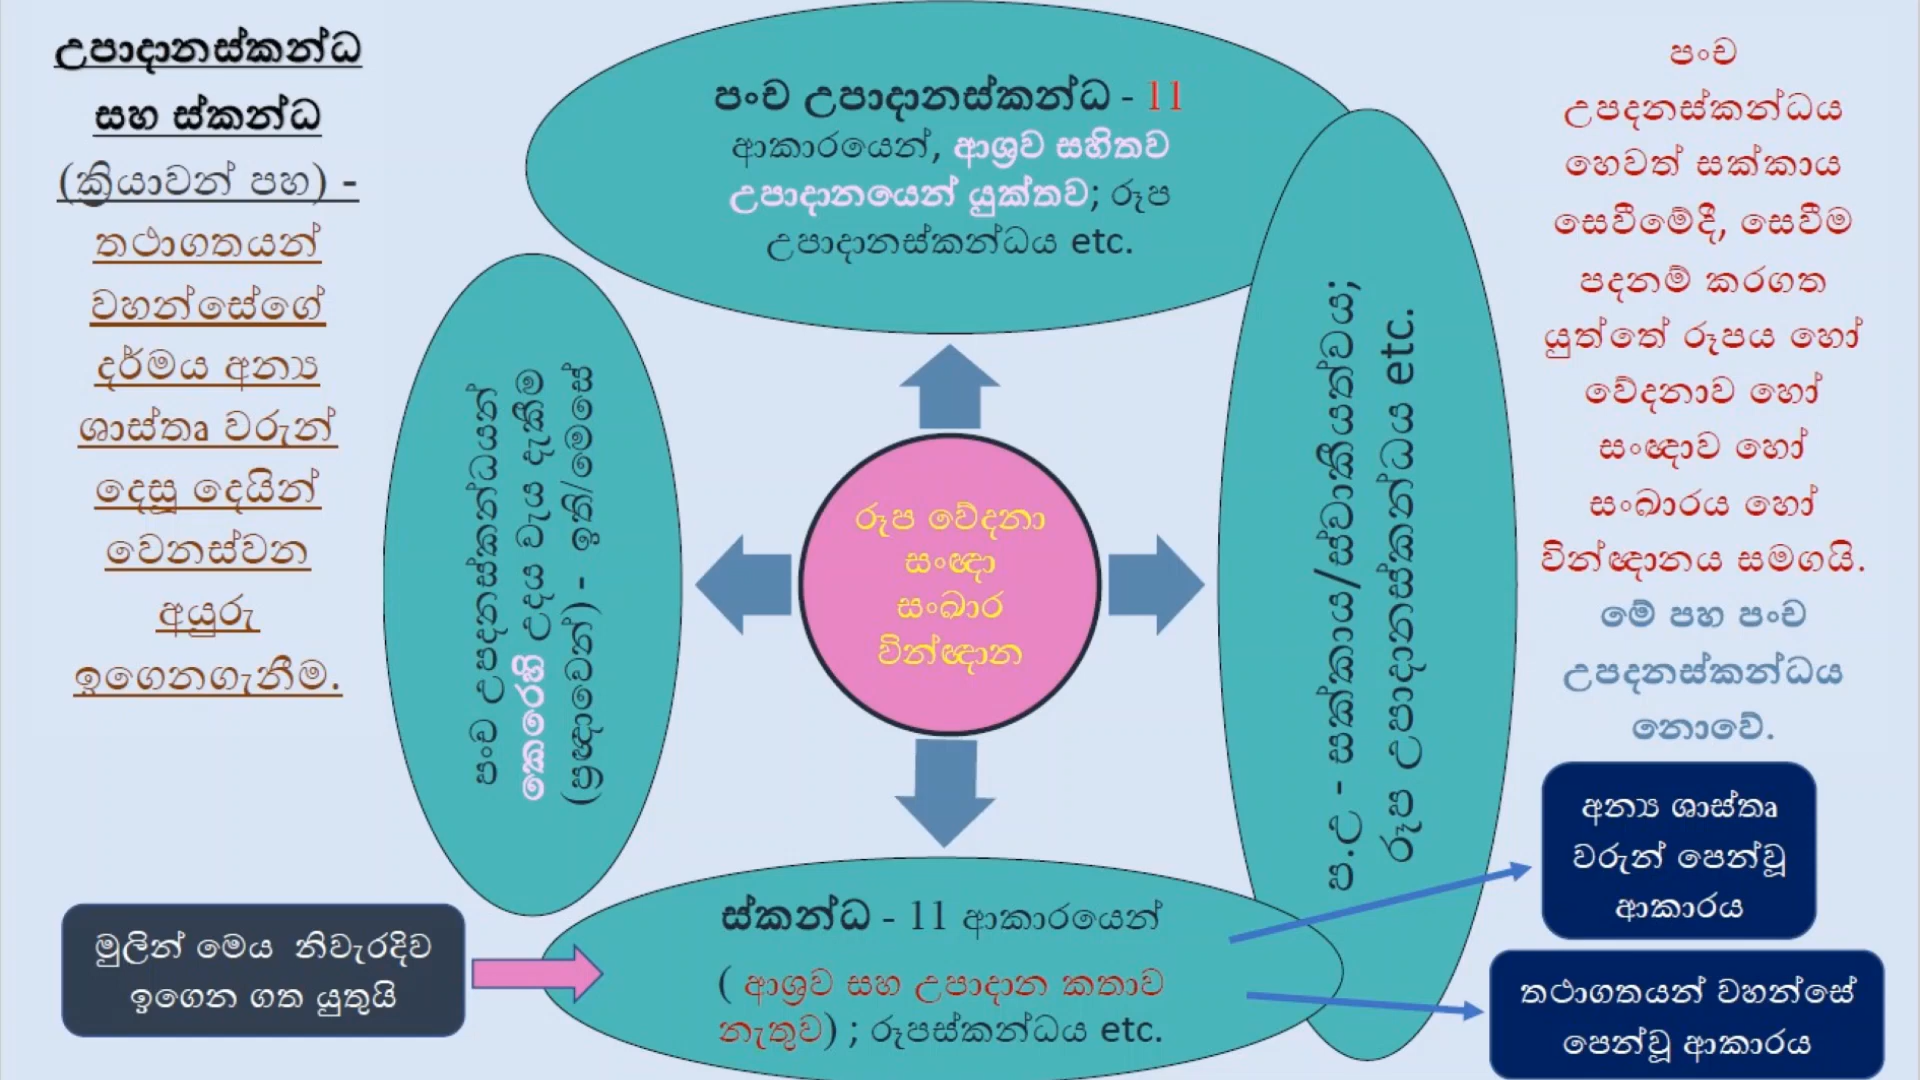 උපාදානස්කන්ධ
සහ ස්කන්ධ
(ක්‍රියාවන් පහ) -
තථාගතයන්
වහන්සේගේ
දර්මය අන්‍ය
ශාස්තෘ වරුන්
දෙසූ දෙයින්
වෙනස්වන
අයුරු
ඉගෙනගැනීම.
පංච උපාදානස්කන්ධ - 11
ආකාරයෙන්, ආශ්‍රව සහිතව
උපාදානයෙන් යුක්තව; රූප
උපාදානස්කන්ධය etc.
පංච උපදනස්කන්ධයන්
කෙරෙහි උදය වැය දැකීම
(ප්‍රඥාවෙන්) - ඉති/මෙසේ
රූප වේදනා
සංඥා
සංඛාර
වින්ඥාන
ප.උ - සක්කාය/ස්වාකීයත්වය;
රූප උපාදානස්කන්ධය etc.
ස්කන්ධ - 11 ආකාරයෙන්
( ආශ්‍රව සහ උපාදාන කතාව
නැතුව) ; රූපස්කන්ධය etc.
මුලින් මෙය නිවැරදිව
ඉගෙන ගත යුතුයි
පංච
උපදනස්කන්ධය
හෙවත් සක්කාය
සෙවීමේදී, සෙවීම
පදනම් කරගත
යුත්තේ රූපය හෝ
වේදනාව හෝ
සංඥාව හෝ
සංඛාරය හෝ
වින්ඥානය සමගයි.
මේ පහ පංච
උපදනස්කන්ධය
නොවේ.
අන්‍ය ශාස්තෘ
වරුන් පෙන්වූ
ආකාරය
තථාගතයන් වහන්සේ
පෙන්වූ ආකාරය